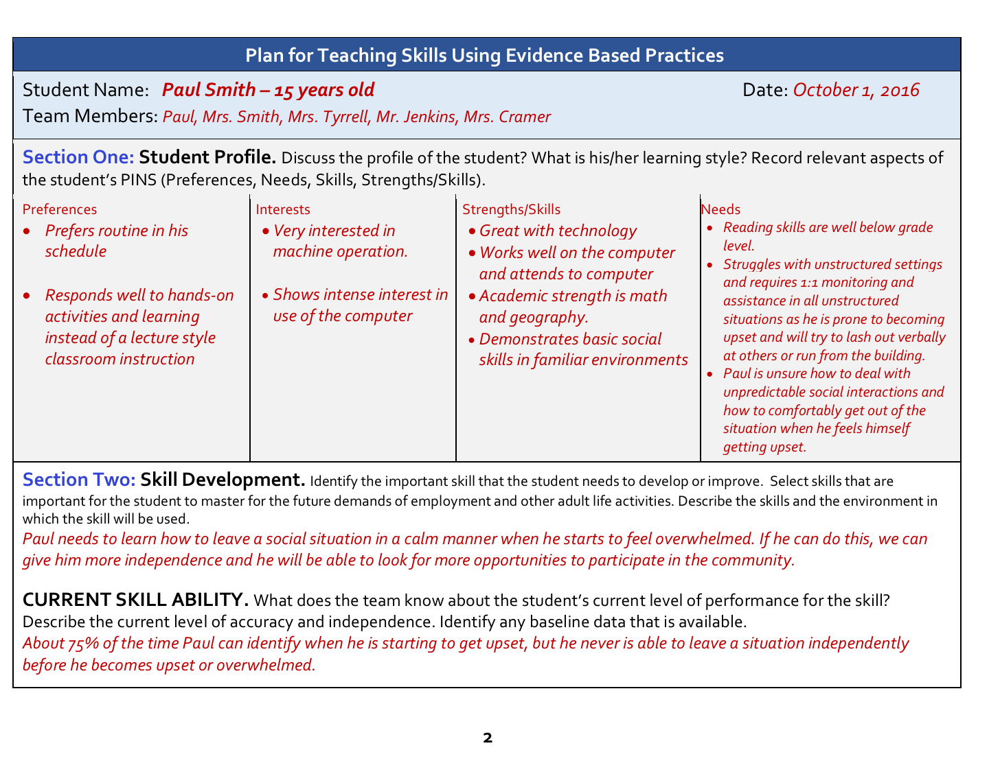 Plan for Teaching Skills Using Evidence Based Practices
Student Name: Paul Smith – 15 years old Date: October 1, 2016
Team Members: Paul, Mrs. Smith, Mrs. Tyrrell, Mr. Jenkins, Mrs. Cramer
Section One: Student Profile. Discuss the profile of the student? What is his/her learning style? Record relevant aspects of
the student's PINS (Preferences, Needs, Skills, Strengths/Skills).
Preferences
• Prefers routine in his
schedule
• Responds well to hands-on
activities and learning
instead of a lecture style
classroom instruction
Interests
• Very interested in
machine operation.
• Shows intense interest in
use of the computer
Strengths/Skills
• Great with technology
• Works well on the computer
and attends to computer
• Academic strength is math
and geography.
• Demonstrates basic social
skills in familiar environments
Needs
• Reading skills are well below grade
level.
• Struggles with unstructured settings
and requires 1:1 monitoring and
assistance in all unstructured
situations as he is prone to becoming
upset and will try to lash out verbally
at others or run from the building.
• Paul is unsure how to deal with
unpredictable social interactions and
how to comfortably get out of the
situation when he feels himself
getting upset.
Section Two: Skill Development. Identify the important skill that the student needs to develop or improve. Select skills that are
important for the student to master for the future demands of employment and other adult life activities. Describe the skills and the environment in
which the skill will be used.
Paul needs to learn how to leave a social situation in a calm manner when he starts to feel overwhelmed. If he can do this, we can
give him more independence and he will be able to look for more opportunities to participate in the community.
CURRENT SKILL ABILITY. What does the team know about the student's current level of performance for the skill?
Describe the current level of accuracy and independence. Identify any baseline data that is available.
About 75% of the time Paul can identify when he is starting to get upset, but he never is able to leave a situation independently
before he becomes upset or overwhelmed.
2